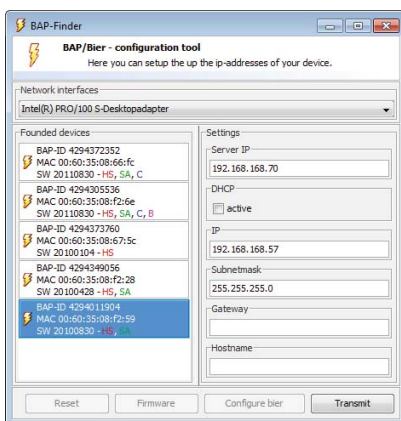 BAP-Finder
BAP/Bier - configuration tool
Here you can setup the up the ip-addresses of your device.
Network interfaces
Intel(R) PRO/100 S-Desktopadapter
Founded devices
BAP-ID 4294372352
MAC 00:60:35:08:66:fc
SW 20110830 - HS, SA, C
BAP-ID 4294305536
MAC 00:60:35:08:f2:6e
SW 20110830 - HS, SA, C, B
BAP-ID 4294373760
MAC 00:60:35:08:67:5c
SW 20100104 - HS
BAP-ID 4294349056
MAC 00:60:35:08:f2:28
SW 20100428 - HS, SA
BAP-ID 4294011904
MAC 00:60:35:08:f2:59
SW 20100830 - HS, SA
Settings
Server IP
192.168.168.70
DHCP
active
IP
192.168.168.57
Subnetmask
255.255.255.0
Gateway
Hostname
Reset
Firmware
Configure bier
Transmit